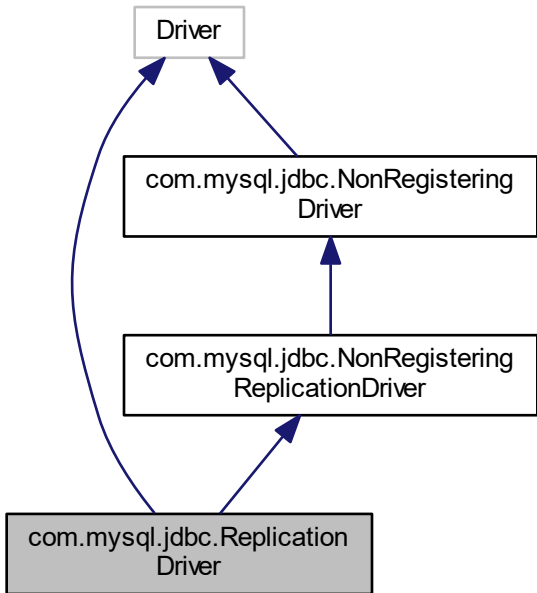 Driver
com.mysql.jdbc.NonRegistering
Driver
com.mysql.jdbc.NonRegistering
ReplicationDriver
com.mysql.jdbc.Replication
Driver